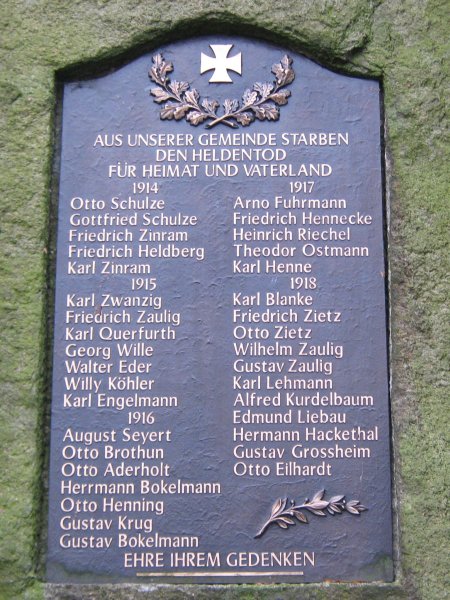 AUS UNSERER GEMEINDE STARBEN
DEN HELDENTOD
FÜR HEIMAT UND VATERLAND
1914
Otto Schulze
Gottfried Schulze
Friedrich Zinram
Friedrich Heldberg
Karl Zinram
1915
Karl Zwanzig
Friedrich Zaulig
Karl Querfurth
Georg Wille
Walter Eder
Willy Köhler
Karl Engelmann
1916
August Seyert
Otto Brothun
Otto Aderholt
Herrmann Bokelmann
Otto Henning
Gustav Krug
Gustav Bokelmann
1917
Arno Fuhrmann
Friedrich Hennecke
Heinrich Riechel
Theodor Ostmann
Karl Henne
1918
Karl Blanke
Friedrich Zietz
Otto Zietz
Wilhelm Zaulig
Gustav Zaulig
Karl Lehmann
Alfred Kurdelbaum
Edmund Liebau
Hermann Hackethal
Gustav Grossheim
Otto Eilhardt
EHRE IHREM GEDENKEN